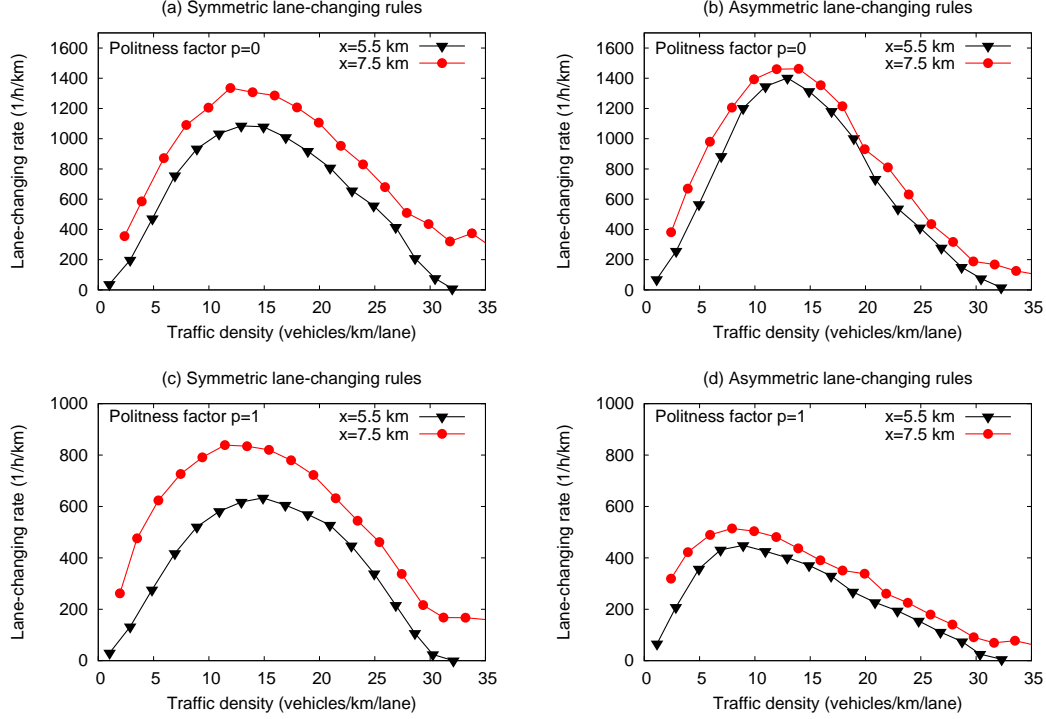 (a) Symmetric lane-changing rules
Lane-changing rate (1/h/km)
1600
1400
1200
1000
800
600
400
200
0
Politness factor p=0
x=5.5 km
x=7.5 km
0 5 10 15 20 25 30 35
Traffic density (vehicles/km/lane)
(b) Asymmetric lane-changing rules
Lane-changing rate (1/h/km)
1600
1400
1200
1000
800
600
400
200
0
Politness factor p=0
x=5.5 km
x=7.5 km
0 5 10 15 20 25 30 35
Traffic density (vehicles/km/lane)
(c) Symmetric lane-changing rules
Lane-changing rate (1/h/km)
1000
800
600
400
200
0
Politness factor p=1
x=5.5 km
x=7.5 km
0 5 10 15 20 25 30 35
Traffic density (vehicles/km/lane)
(d) Asymmetric lane-changing rules
Lane-changing rate (1/h/km)
1000
800
600
400
200
0
Politness factor p=1
x=5.5 km
x=7.5 km
0 5 10 15 20 25 30 35
Traffic density (vehicles/km/lane)